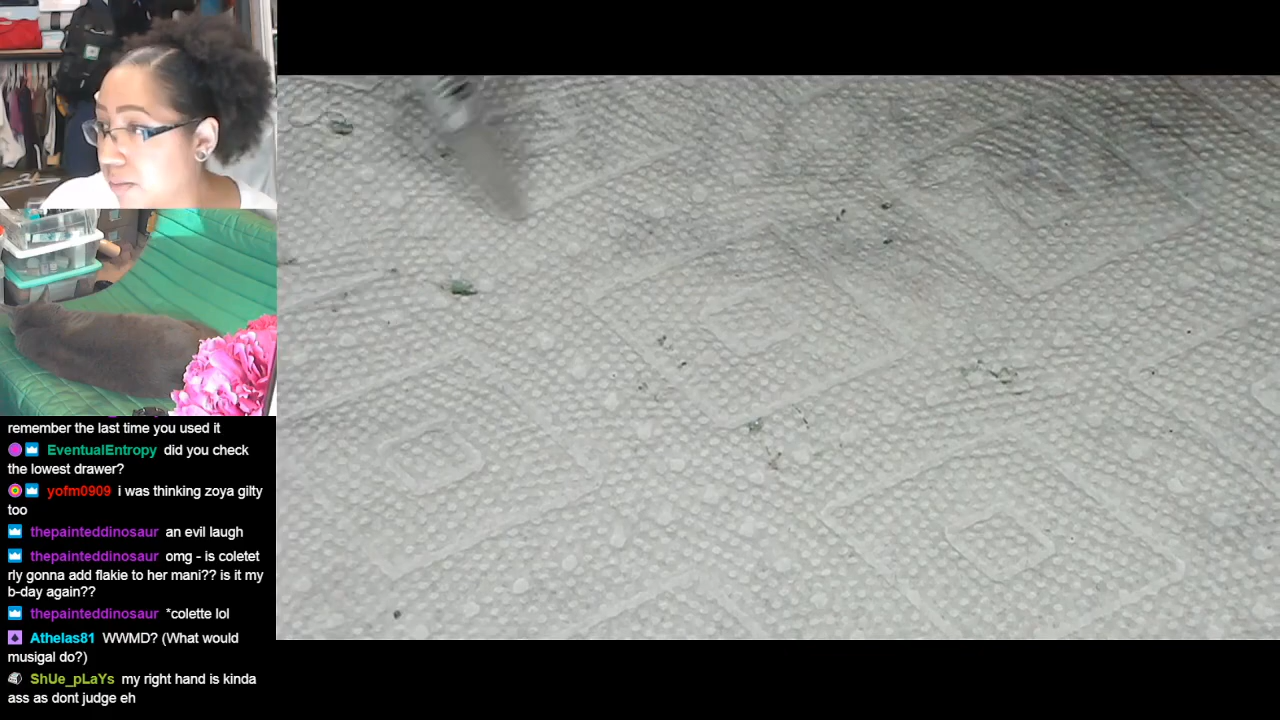 remember the last time you used it
EventualEntropy did you check
the lowest drawer?
yofm0909 i was thinking zoya gilty
too
thepainteddinosaur an evil laugh
thepainteddinosaur omg - is coletet
rly gonna add flakie to her mani?? is it my
b-day again??
thepainteddinosaur *colette lol
Athelas81 WWMD? (What would
musigal do?)
ShUe_pLaYs my right hand is kinda
ass as dont judge eh